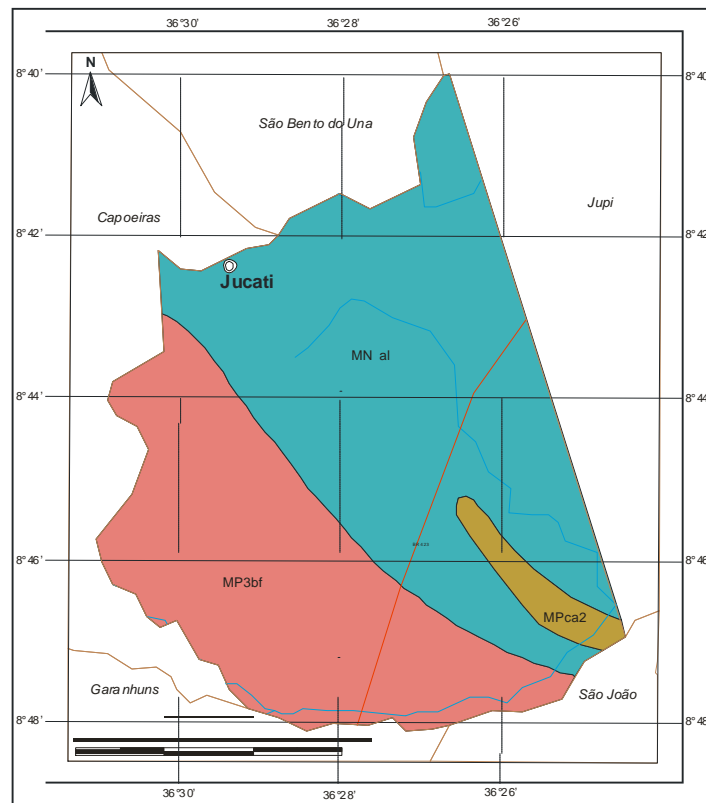 36°30' 36°28' 36°26'
N
8°40' 8°40'
São Bento do Una
Jupi
Capoeiras
8°42' 8°42'
Jucati
MN al
8°44' 8°44'
8°46' 8°46'
MP3bf
MPca2
Garanhuns
São João
8°48' 8°48
36°30' 36°28' 36°26'